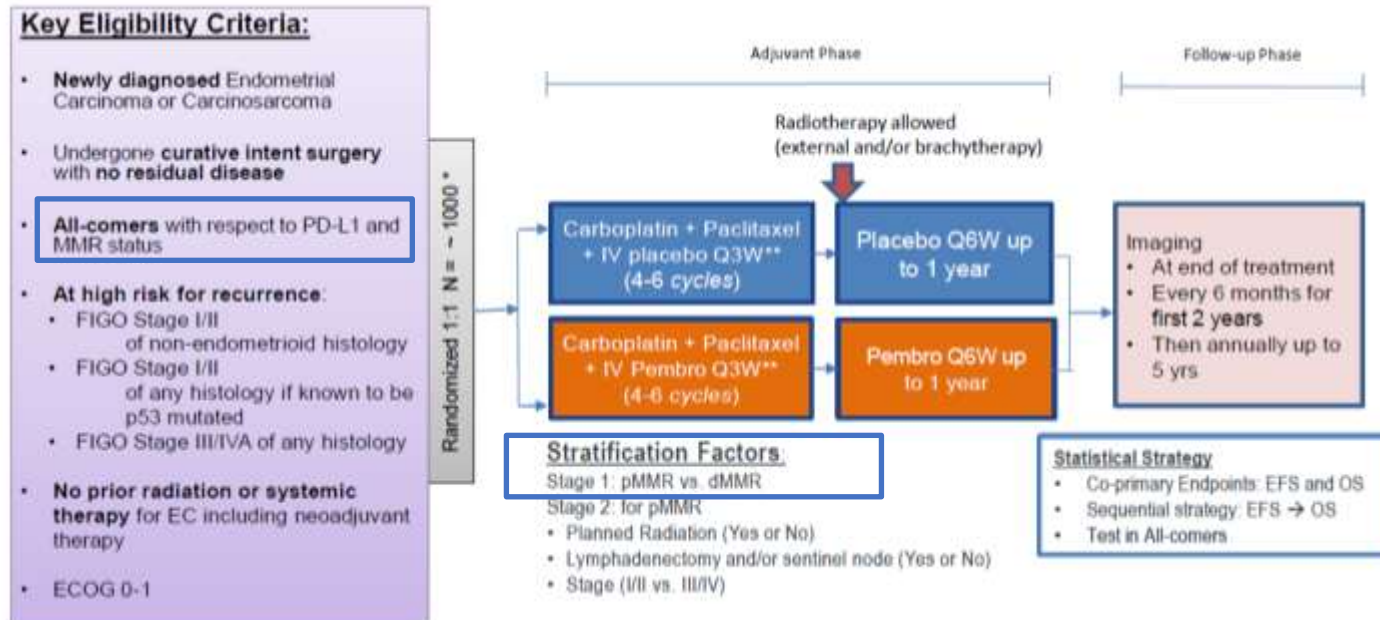 Key Eligibility Criteria:
• Newly diagnosed Endometrial
Carcinoma or Carcinosarcoma
• Undergone curative intent surgery
with no residual disease
• All-comers with respect to PD-L1 and
MMR status
• At high risk for recurrence:
• FIGO Stage I/II
of non-endometrioid histology
• FIGO Stage I/II
of any histology if known to be
p53 mutated
• FIGO Stage III/IVA of any histology
• No prior radiation or systemic
therapy for EC including neoadjuvant
therapy
• ECOG 0-1
Randomized 1:1 N = ~ 1000 *
Adjuvant Phase
Radiotherapy allowed
(external and/or brachytherapy)
Carboplatin + Paclitaxel
+ IV placebo Q3W**
(4-6 cycles)
Placebo Q6W up
to 1 year
Carboplatin + Paclitaxel
+ IV Pembro Q3W**
(4-6 cycles)
Pembro Q6W up
to 1 year
Stratification Factors:
Stage 1: pMMR vs. dMMR
Stage 2: for pMMR
• Planned Radiation (Yes or No)
• Lymphadenectomy and/or sentinel node (Yes or No)
• Stage (I/II vs. III/IV)
Follow-up Phase
Imaging
• At end of treatment
• Every 6 months for
first 2 years
• Then annually up to
5 yrs
Statistical Strategy
• Co-primary Endpoints: EFS and OS
• Sequential strategy: EFS → OS
• Test in All-comers